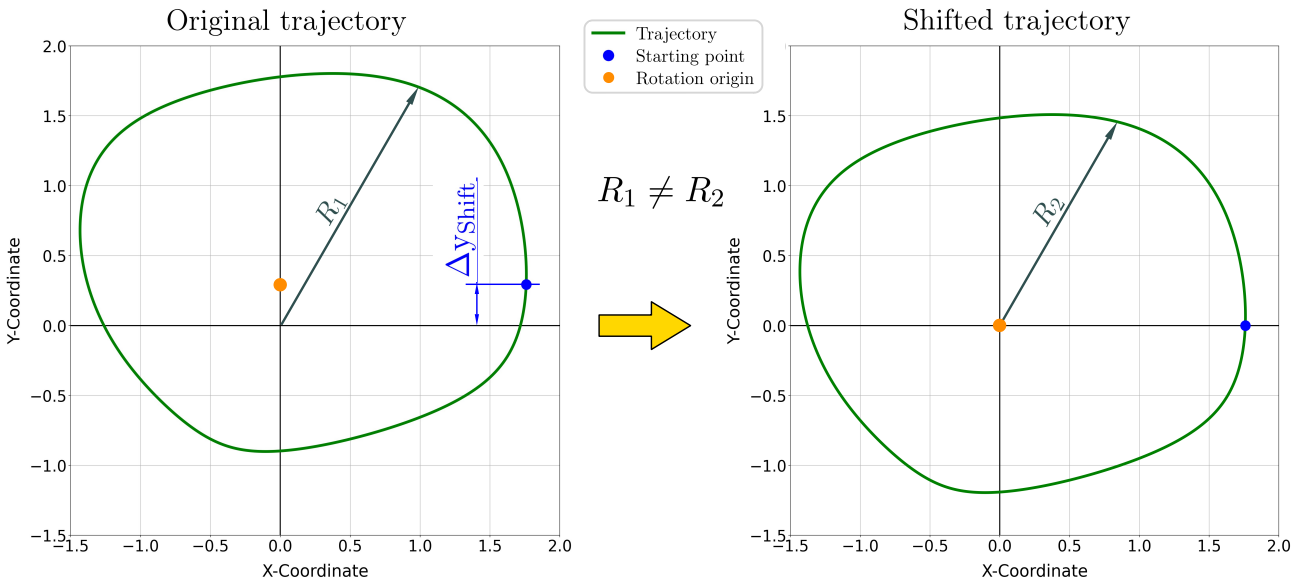 Original trajectory
Shifted trajectory
Trajectory
Starting point
Rotation origin
R₁ ≠ R₂
Y-Coordinate
2.0
1.5
1.0
0.5
0.0
−0.5
−1.0
−1.5
R₁
ΔyShift
−1.5
−1.0
−0.5
0.0
0.5
1.0
1.5
2.0
X-Coordinate
Y-Coordinate
1.5
1.0
0.5
0.0
−0.5
−1.0
−1.5
R₂
−1.5
−1.0
−0.5
0.0
0.5
1.0
1.5
2.0
X-Coordinate